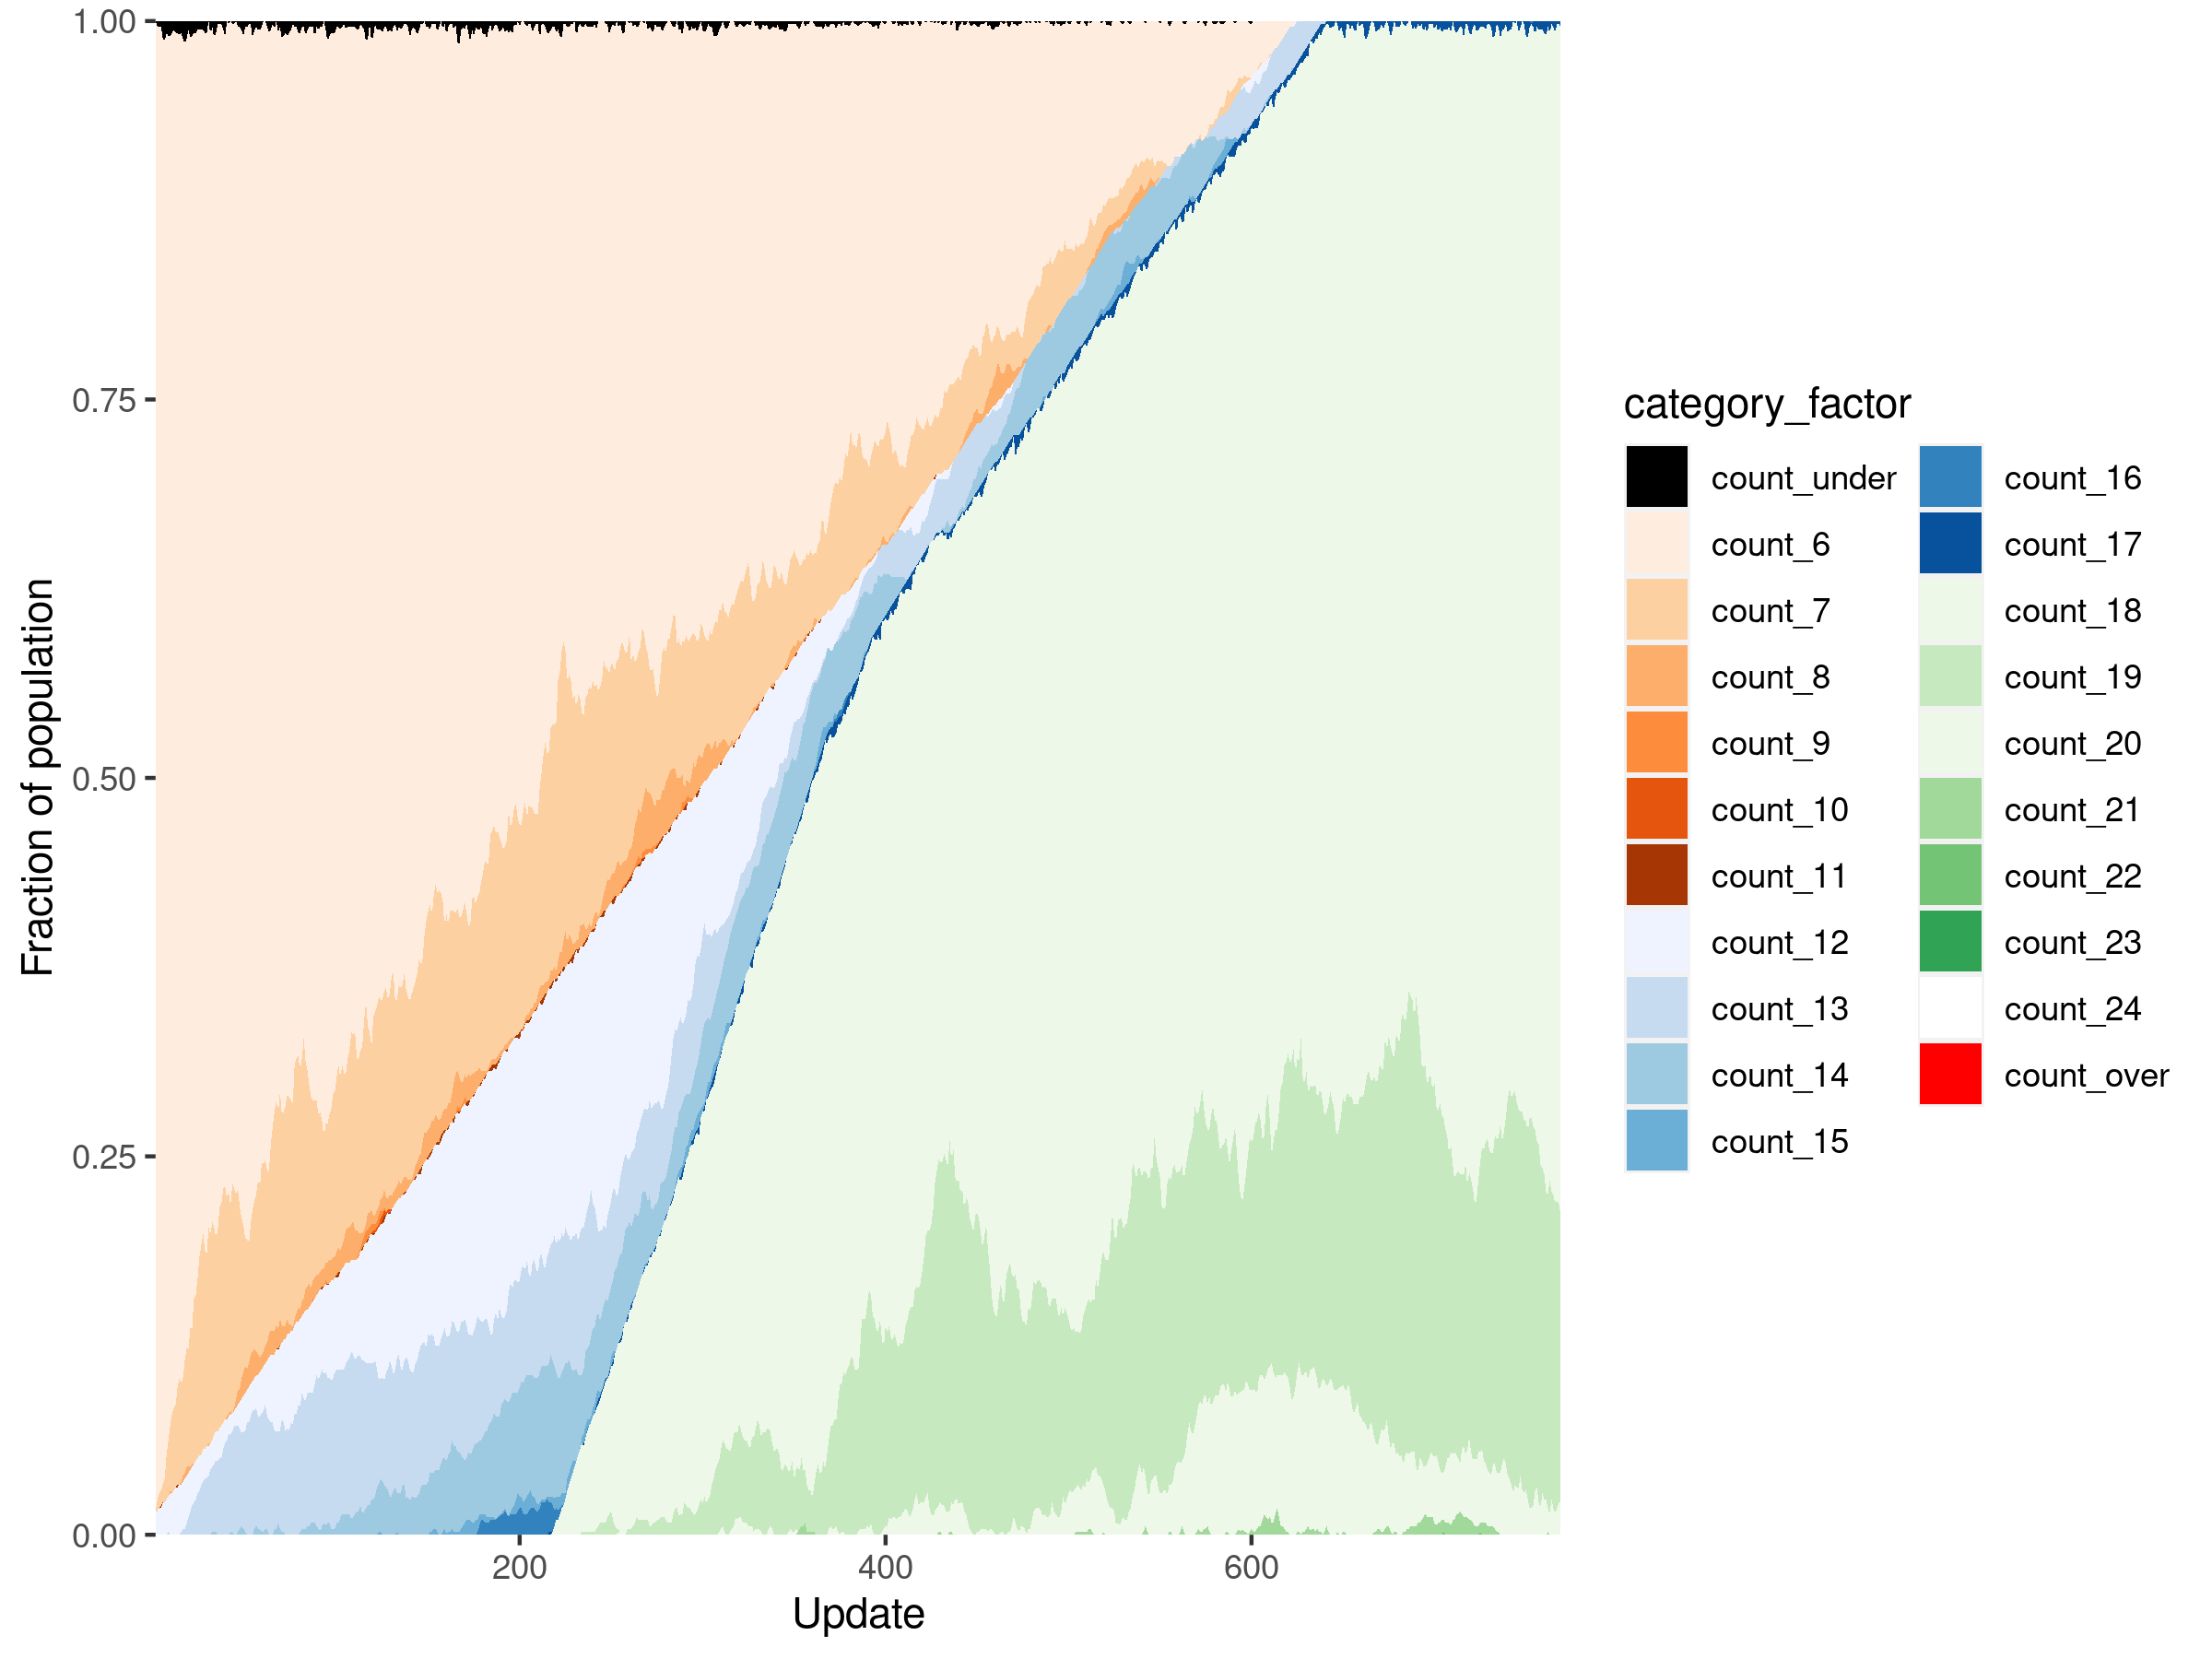 1.00
0.75
0.50
0.25
0.00
Fraction of population
200
400
600
Update
category_factor
count_under
count_6
count_7
count_8
count_9
count_10
count_11
count_12
count_13
count_14
count_15
count_16
count_17
count_18
count_19
count_20
count_21
count_22
count_23
count_24
count_over